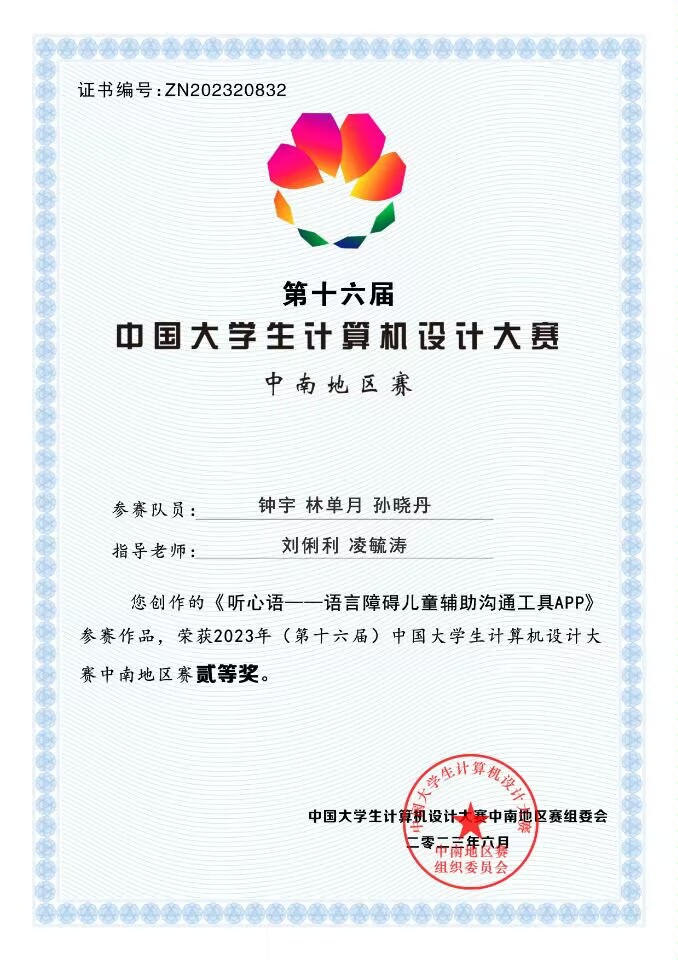 证书编号:ZN202320832
第十六届
中国大学生计算机设计大赛
中南地区赛
参赛队员: 钟宇 林单月 孙晓丹
指导老师: 刘俐利 凌毓涛
您创作的《听心语——语言障碍儿童辅助沟通工具APP》
参赛作品，荣获2023年（第十六届）中国大学生计算机设计大
赛中南地区赛贰等奖。
中国大学生计算机设计大赛中南地区赛组委会
二零二三年六月
中国大学生计算机设计大赛
中南地区赛
组织委员会